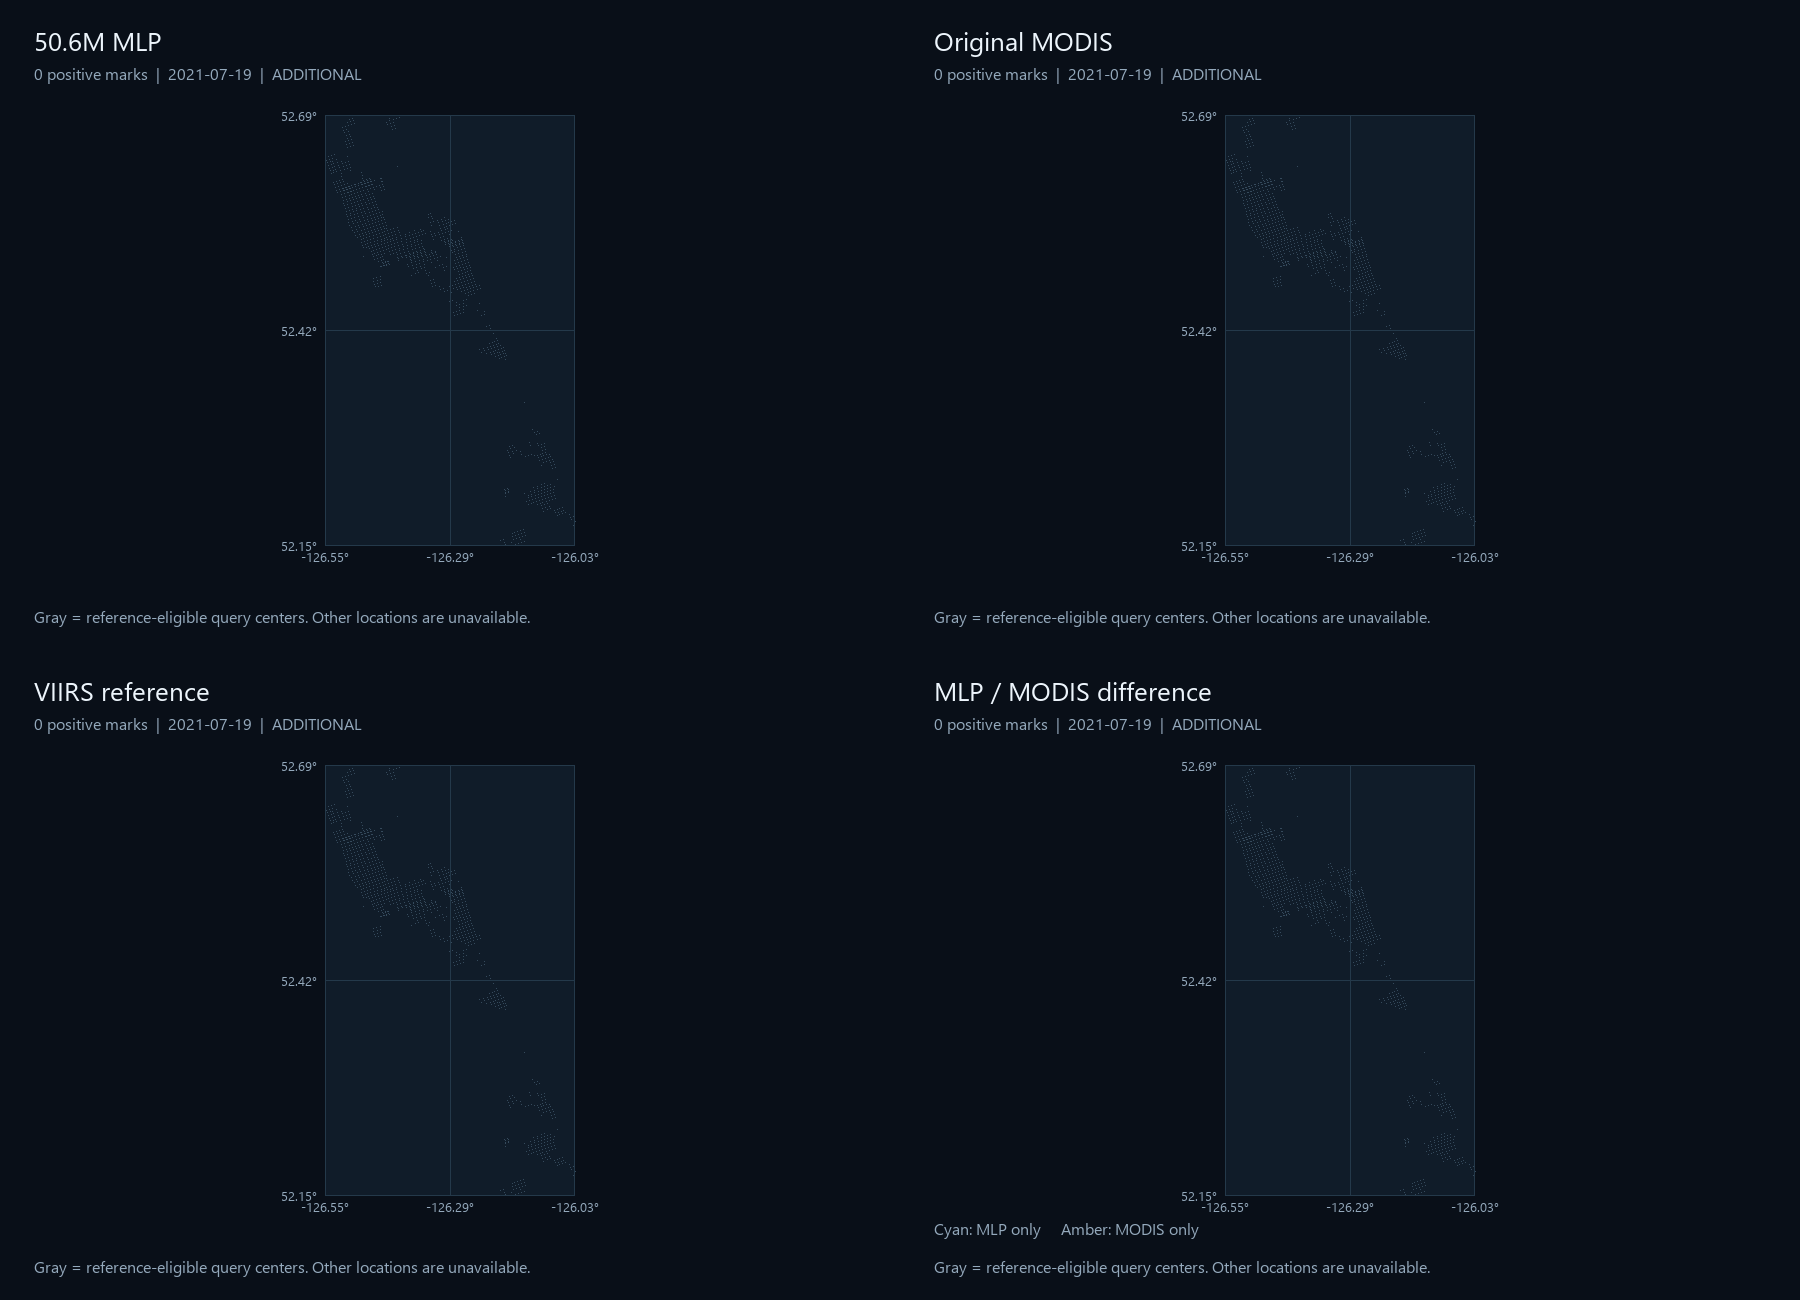 50.6M MLP
0 positive marks | 2021-07-19 | ADDITIONAL
52.69°
52.42°
52.15°
-126.55°
-126.29°
-126.03°
Gray = reference-eligible query centers. Other locations are unavailable.
Original MODIS
0 positive marks | 2021-07-19 | ADDITIONAL
52.69°
52.42°
52.15°
-126.55°
-126.29°
-126.03°
Gray = reference-eligible query centers. Other locations are unavailable.
VIIRS reference
0 positive marks | 2021-07-19 | ADDITIONAL
52.69°
52.42°
52.15°
-126.55°
-126.29°
-126.03°
Gray = reference-eligible query centers. Other locations are unavailable.
MLP / MODIS difference
0 positive marks | 2021-07-19 | ADDITIONAL
52.69°
52.42°
52.15°
-126.55°
-126.29°
-126.03°
Cyan: MLP only Amber: MODIS only
Gray = reference-eligible query centers. Other locations are unavailable.